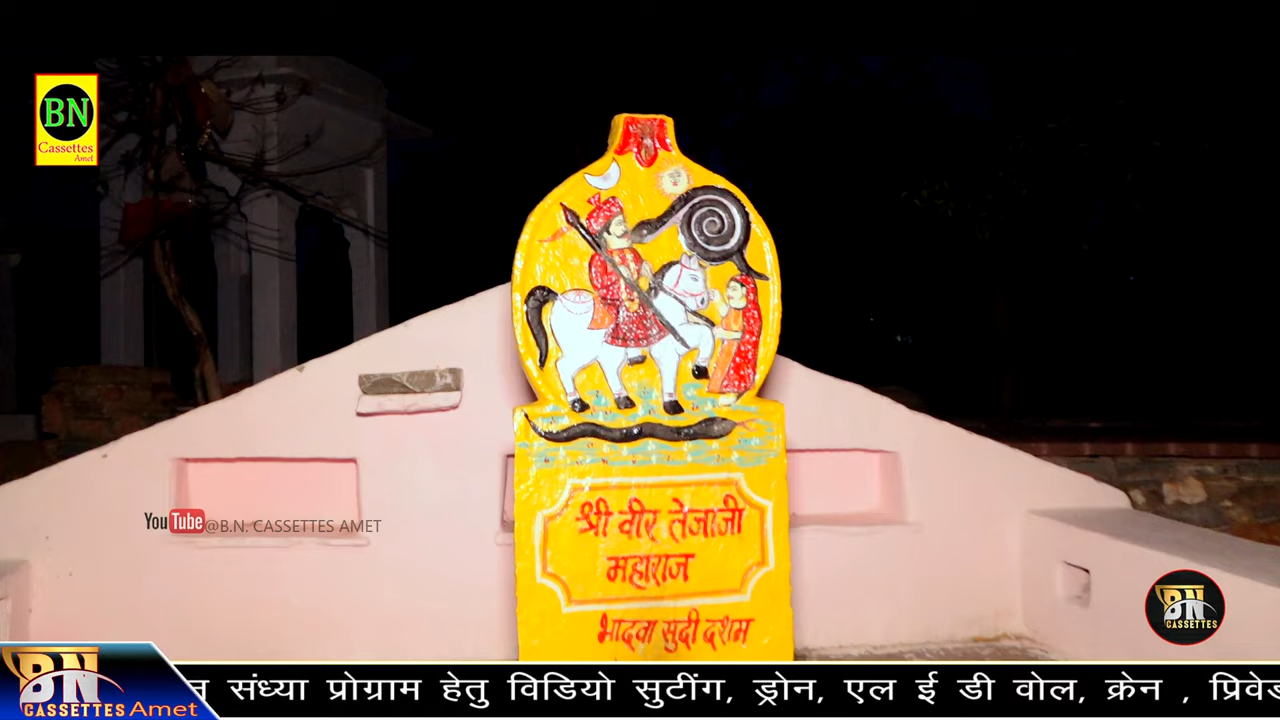 BN
Cassettes
Amet
श्री वीर तेजाजी
महाराज
भादवा सुदी दशम
YouTube @B.N. CASSETTES AMET
BN
CASSETTES
BN
CASSETTES Amet
संध्या प्रोग्राम हेतु विडियो सुटींग, ड्रोन, एल ई डी वोल, क्रेन ,